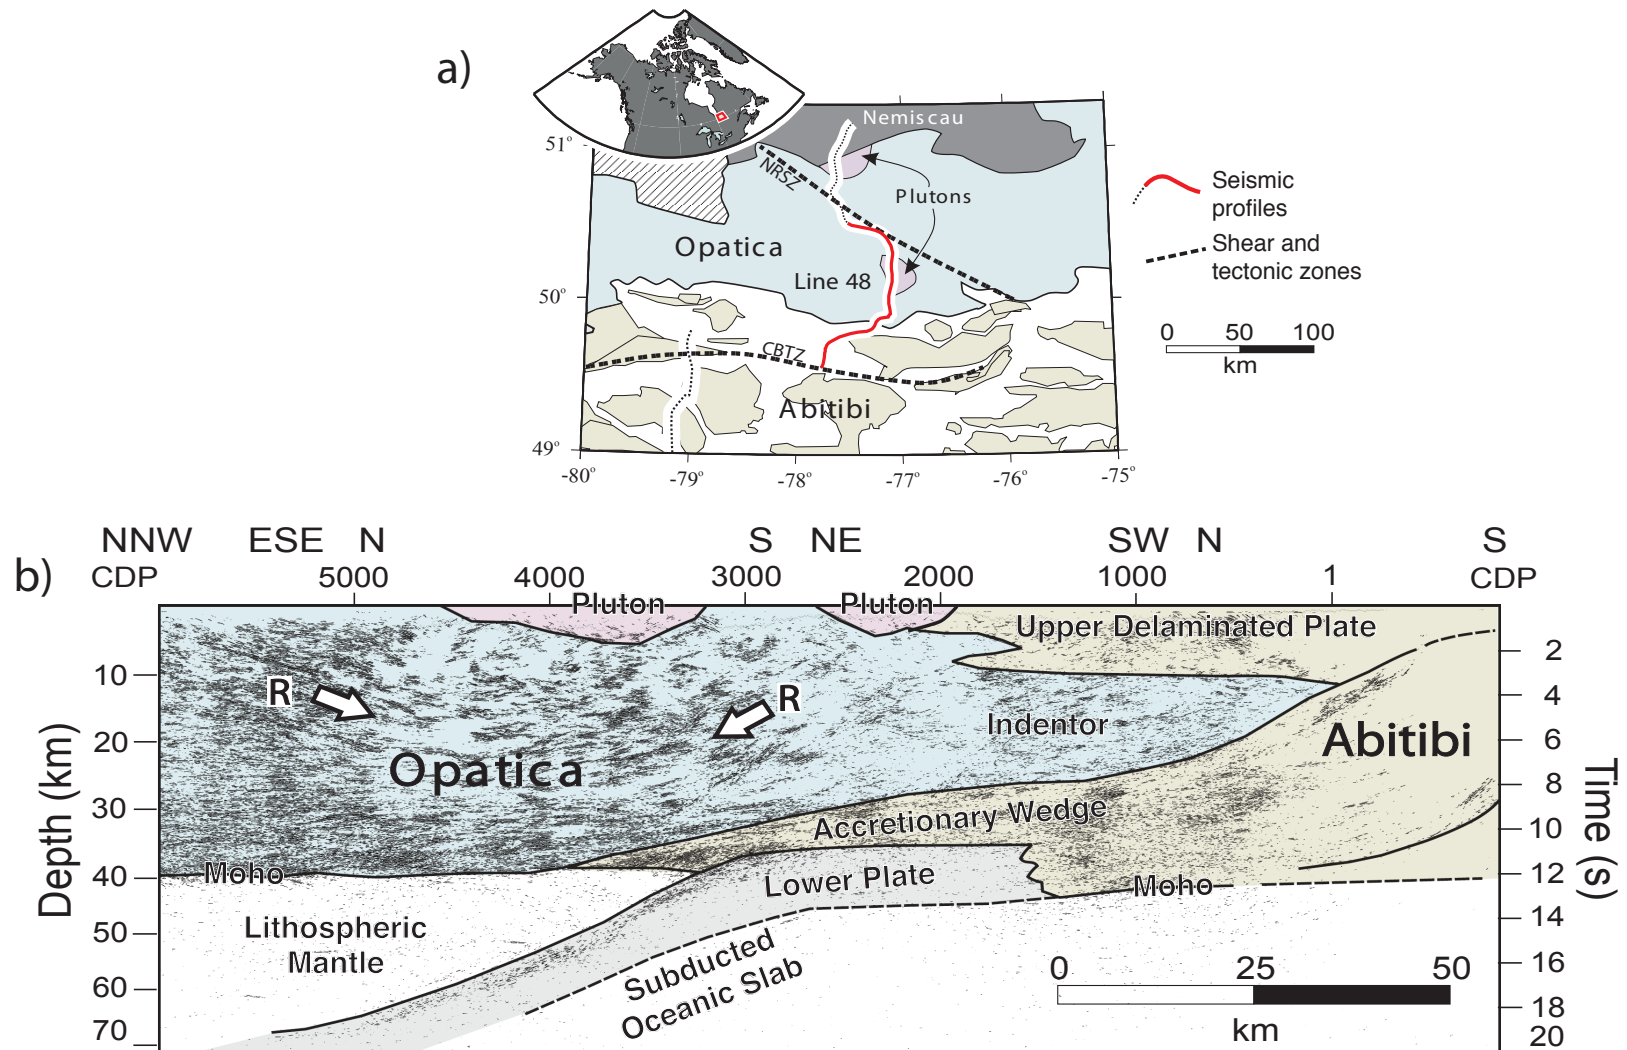 a)
Nemiscau
51°
NRSZ
Plutons
Seismic
profiles
Opatica
Shear and
tectonic zones
Line 48
50°
0 50 100
km
CBTZ
Abitibi
49°
-80° -79° -78° -77° -76° -75°
NNW ESE N S NE SW N S
b)
CDP 5000 4000 3000 2000 1000 1 CDP
Pluton Pluton
Upper Delaminated Plate
2
10
R R
4
Indentor
20
Abitibi
6
Opatica
8
30
Accretionary Wedge
10
Depth (km)
Time (s)
40
Moho
Lower Plate
Moho
12
Lithospheric
Mantle
50
14
Subducted
Oceanic Slab
0 25 50
km
16
60
18
70
20